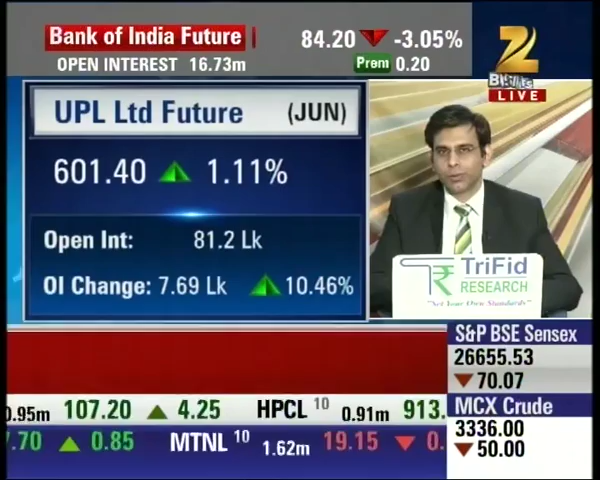 Bank of India Future
84.20 -3.05%
OPEN INTEREST 16.73m
Prem 0.20
LIVE
UPL Ltd Future (JUN)
601.40 1.11%
Open Int: 81.2 Lk
OI Change: 7.69 Lk 10.46%
TriFid
RESEARCH
"Set Your Own Standards"
S&P BSE Sensex
26655.53
70.07
MCX Crude
3336.00
50.00
0.95m 107.20 4.25 HPCL 10 0.91m 913.
.70 0.85 MTNL 10 1.62m 19.15 0.